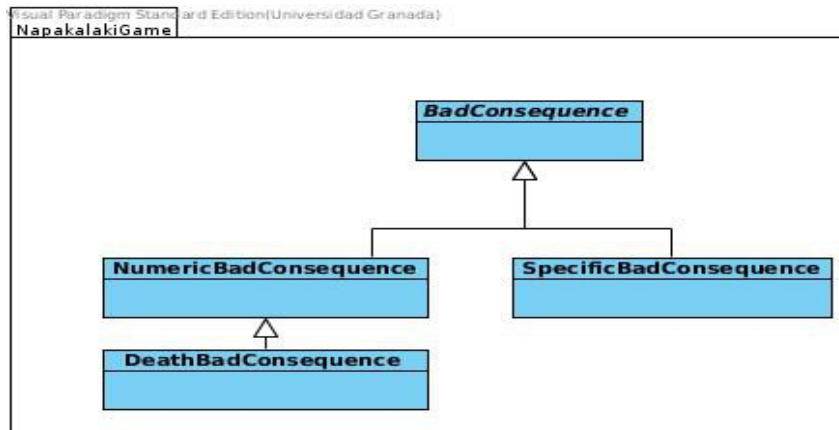 Visual Paradigm Standard Edition(Universidad Granada)
NapakalakiGame
BadConsequence
NumericBadConsequence
SpecificBadConsequence
DeathBadConsequence